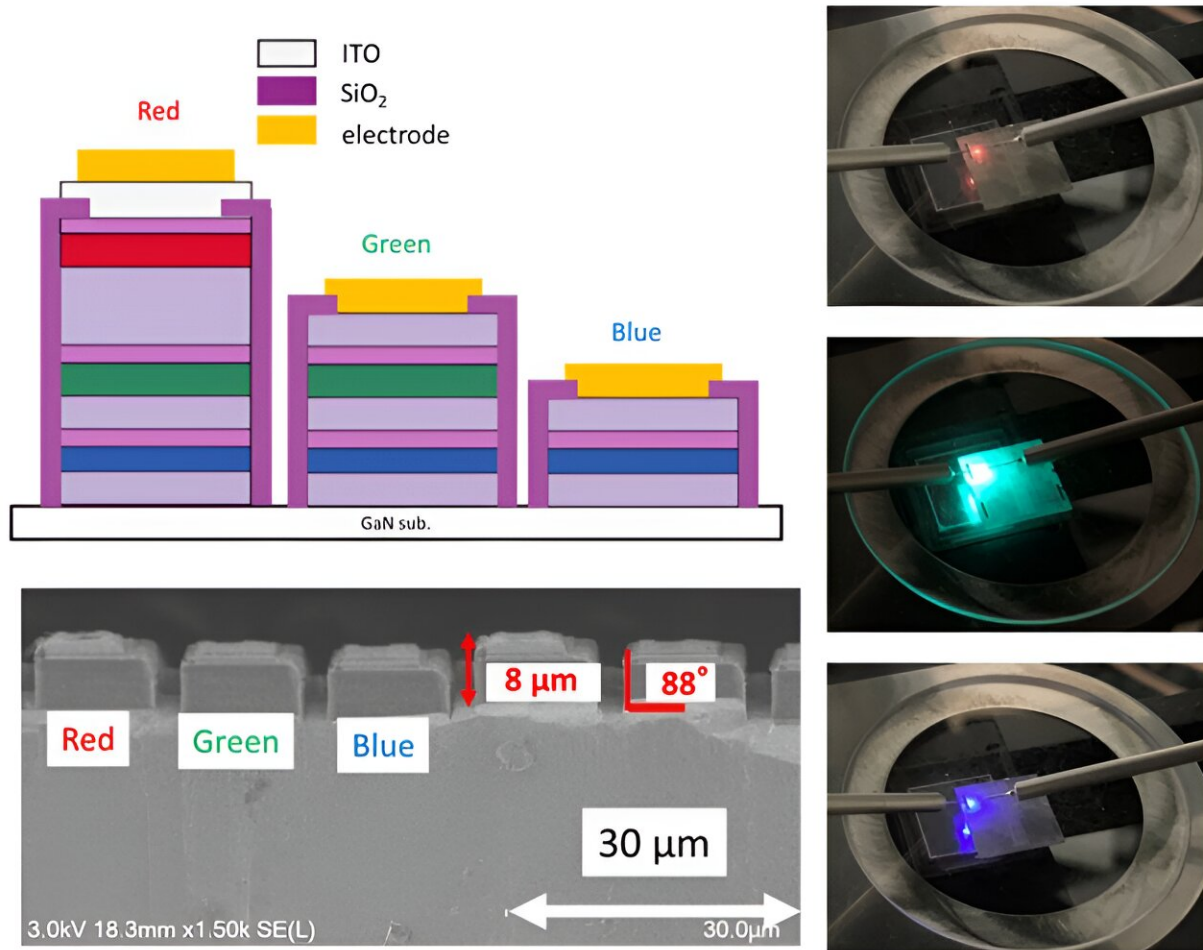 ITO
SiO₂
electrode
Red
Green
Blue
GaN sub.
8 μm
88°
Red
Green
Blue
30 μm
3.0kV 18.3mm x1.50k SE(L)
30.0μm